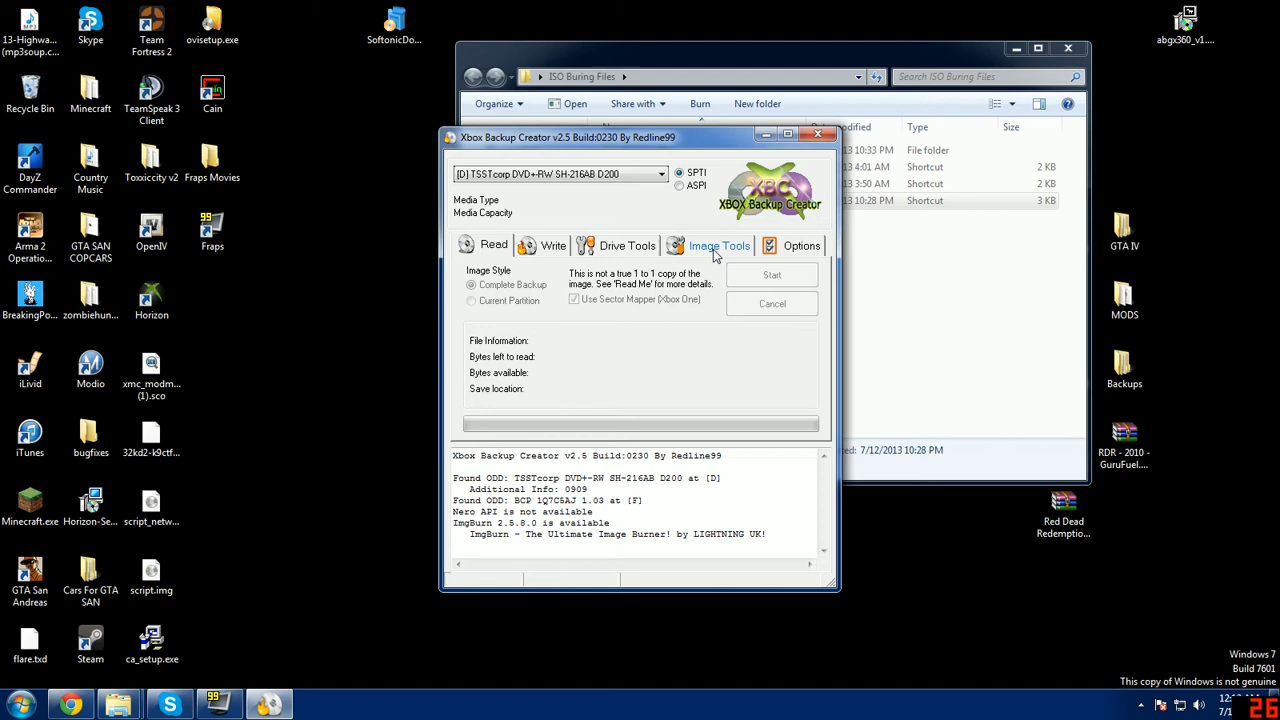 13-Highwa...
(mp3soup.c...
Skype
Team
Fortress 2
ovisetup.exe
SoftonicDo...
abgx360_v1....
Recycle Bin
Minecraft
TeamSpeak 3
Client
Cain
DayZ
Commander
Country
Music
Toxxicity v2
Fraps Movies
Arma 2
Operatio...
GTA SAN
COPCARS
OpenIV
Fraps
BreakingPo...
zombiehun...
Horizon
iLivid
Modio
xmc_modm...
(1).sco
iTunes
bugfixes
32kd2-k9ctf...
Minecraft.exe
Horizon-Se...
script_netw...
GTA San
Andreas
Cars For GTA
SAN
script.img
flare.txt
Steam
ca_setup.exe
ISO Buring Files
Search ISO Buring Files
Organize
Open
Share with
Burn
New folder
odified
Type
Size
3 10:33 PM
File folder
3 4:01 AM
Shortcut
2 KB
3 3:50 AM
Shortcut
2 KB
3 10:28 PM
Shortcut
3 KB
ed: 7/12/2013 10:28 PM
Xbox Backup Creator v2.5 Build:0230 By Redline99
[D] TSSTcorp DVD+-RW SH-216AB D200
SPTI
ASPI
XBC
XBOX Backup Creator
Media Type
Media Capacity
Read
Write
Drive Tools
Image Tools
Options
Image Style
Complete Backup
Current Partition
This is not a true 1 to 1 copy of the
image. See 'Read Me' for more details.
Use Sector Mapper (Xbox One)
Start
Cancel
File Information:
Bytes left to read:
Bytes available:
Save location:
Xbox Backup Creator v2.5 Build:0230 By Redline99
Found ODD: TSSTcorp DVD+-RW SH-216AB D200 at [D]
Additional Info: 0909
Found ODD: BCP 1Q7C5AJ 1.03 at [F]
Nero API is not available
ImgBurn 2.5.8.0 is available
ImgBurn - The Ultimate Image Burner! by LIGHTNING UK!
GTA IV
MODS
Backups
RDR - 2010 -
GuruFuel....
Red Dead
Redemptio...
Windows 7
Build 7601
This copy of Windows is not genuine
99
26